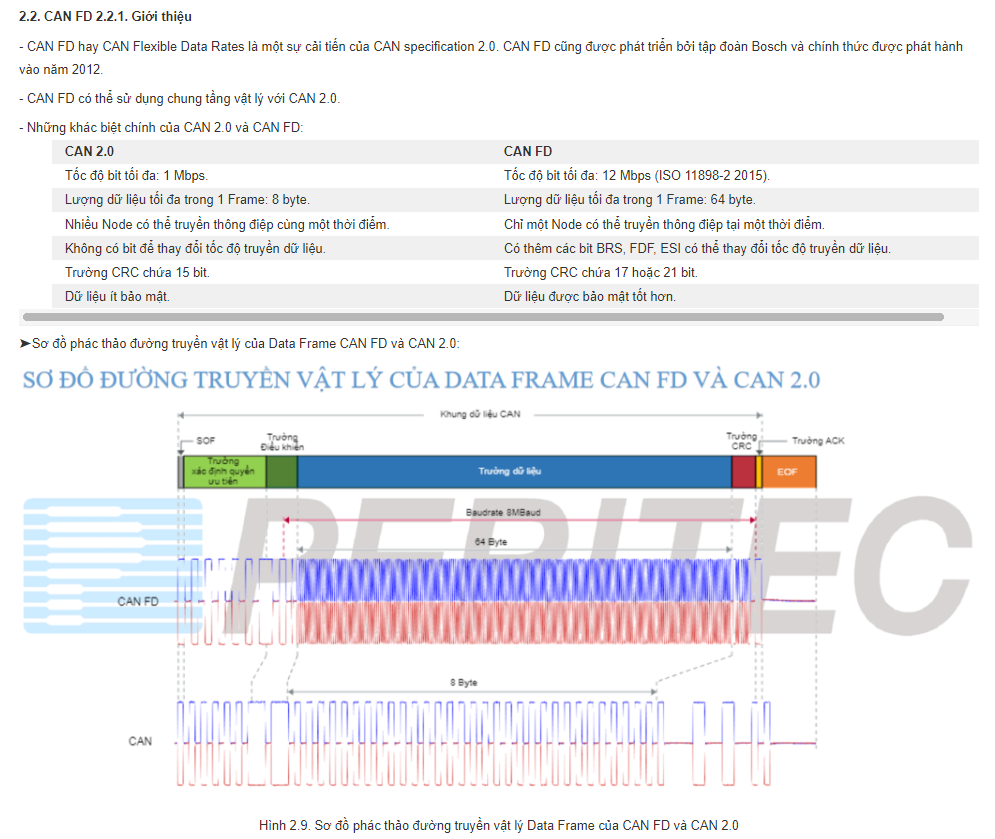 2.2. CAN FD 2.2.1. Giới thiệu
- CAN FD hay CAN Flexible Data Rates là một sự cải tiến của CAN specification 2.0. CAN FD cũng được phát triển bởi tập đoàn Bosch và chính thức được phát hành
vào năm 2012.
- CAN FD có thể sử dụng chung tầng vật lý với CAN 2.0.
- Những khác biệt chính của CAN 2.0 và CAN FD:
CAN 2.0 CAN FD
Tốc độ bit tối đa: 1 Mbps. Tốc độ bit tối đa: 12 Mbps (ISO 11898-2 2015).
Lượng dữ liệu tối đa trong 1 Frame: 8 byte. Lượng dữ liệu tối đa trong 1 Frame: 64 byte.
Nhiều Node có thể truyền thông điệp cùng một thời điểm. Chỉ một Node có thể truyền thông điệp tại một thời điểm.
Không có bit để thay đổi tốc độ truyền dữ liệu. Có thêm các bit BRS, FDF, ESI có thể thay đổi tốc độ truyền dữ liệu.
Trường CRC chứa 15 bit. Trường CRC chứa 17 hoặc 21 bit.
Dữ liệu ít bảo mật. Dữ liệu được bảo mật tốt hơn.
➤Sơ đồ phác thảo đường truyền vật lý của Data Frame CAN FD và CAN 2.0:
SƠ ĐỒ ĐƯỜNG TRUYỀN VẬT LÝ CỦA DATA FRAME CAN FD VÀ CAN 2.0
Khung dữ liệu CAN
SOF
Trường
Điều khiển
Trường
CRC
Trường ACK
Trường
xác định quyền
ưu tiên
Trường dữ liệu
EOF
Baudrate 8MBaud
64 Byte
PERITEC
CAN FD
8 Byte
CAN
Hình 2.9. Sơ đồ phác thảo đường truyền vật lý Data Frame của CAN FD và CAN 2.0